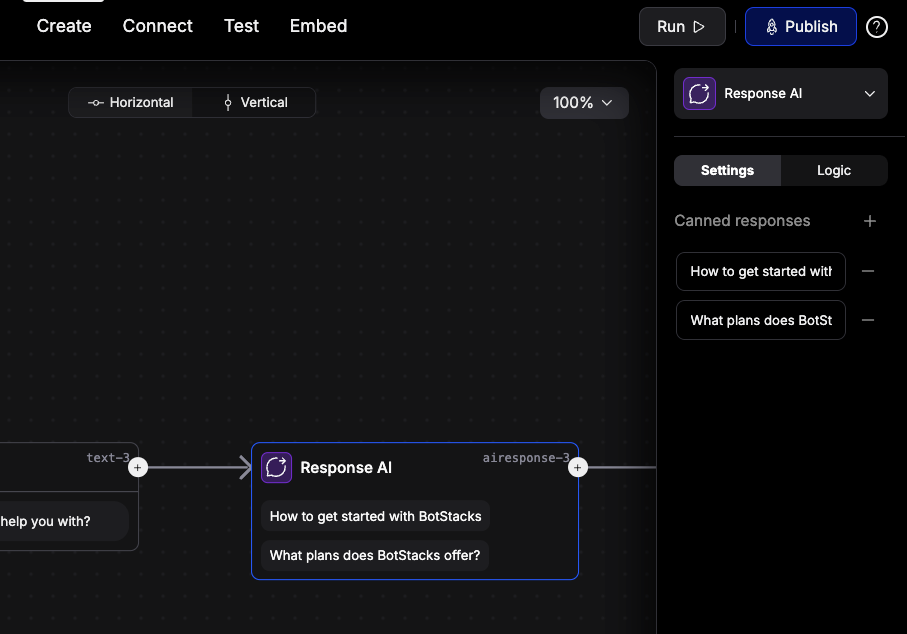 Create Connect Test Embed Run Publish ?
Horizontal Vertical 100%
Response AI
Settings Logic
Canned responses
How to get started with
What plans does BotSt
text-3
help you with?
airesponse-3
Response AI
How to get started with BotStacks
What plans does BotStacks offer?